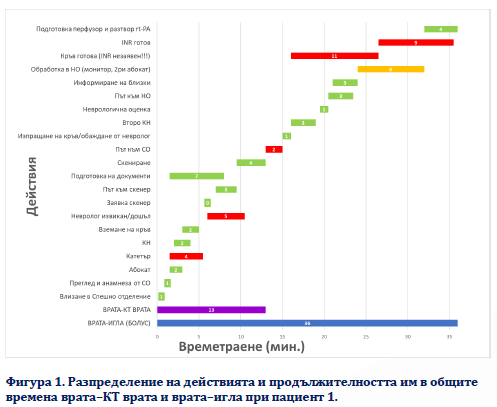 Подготовка перфузор и разтвор rt-PA
4
INR готов
9
Кръв готова (INR незаявен!!!)
11
Обработка в НО (монитор, 2ри абокат)
Информиране на близки
3
Път към НО
3
Неврологична оценка
1
Второ КН
3
Изпращане на кръв/обаждане от невролог
1
Път към СО
2
Скениране
4
Подготовка на документи
7
Път към скенер
3
Заявка скенер
0
Невролог извикан/дошъл
5
Вземане на кръв
2
КН
2
Катетър
4
Абокат
2
Преглед и анамнеза от СО
1
Влизане в Спешно отделение
1
ВРАТА-КТ ВРАТА
13
ВРАТА-ИГЛА (БОЛУС)
36
Действия
0 5 10 15 20 25 30 35
Времетраене (мин.)
Фигура 1. Разпределение на действията и продължителността им в общите
времена врата–КТ врата и врата–игла при пациент 1.